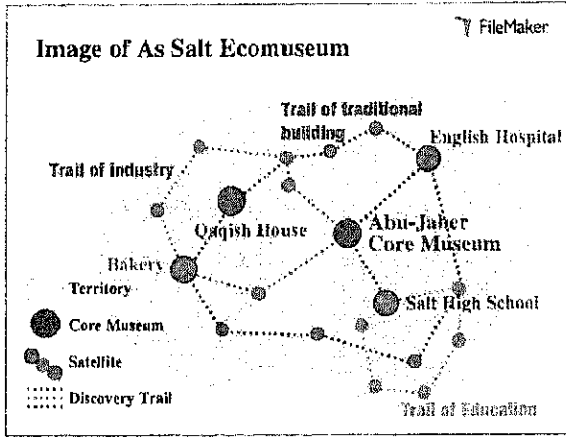 FileMaker
Image of As Salt Ecomuseum
Trail of traditional
building
English Hospital
Trail of industry
Qaqish House
Abu-Jaber
Core Museum
Bakery
Territory
Salt High School
Core Museum
Satellite
Discovery Trail
Trail of Education